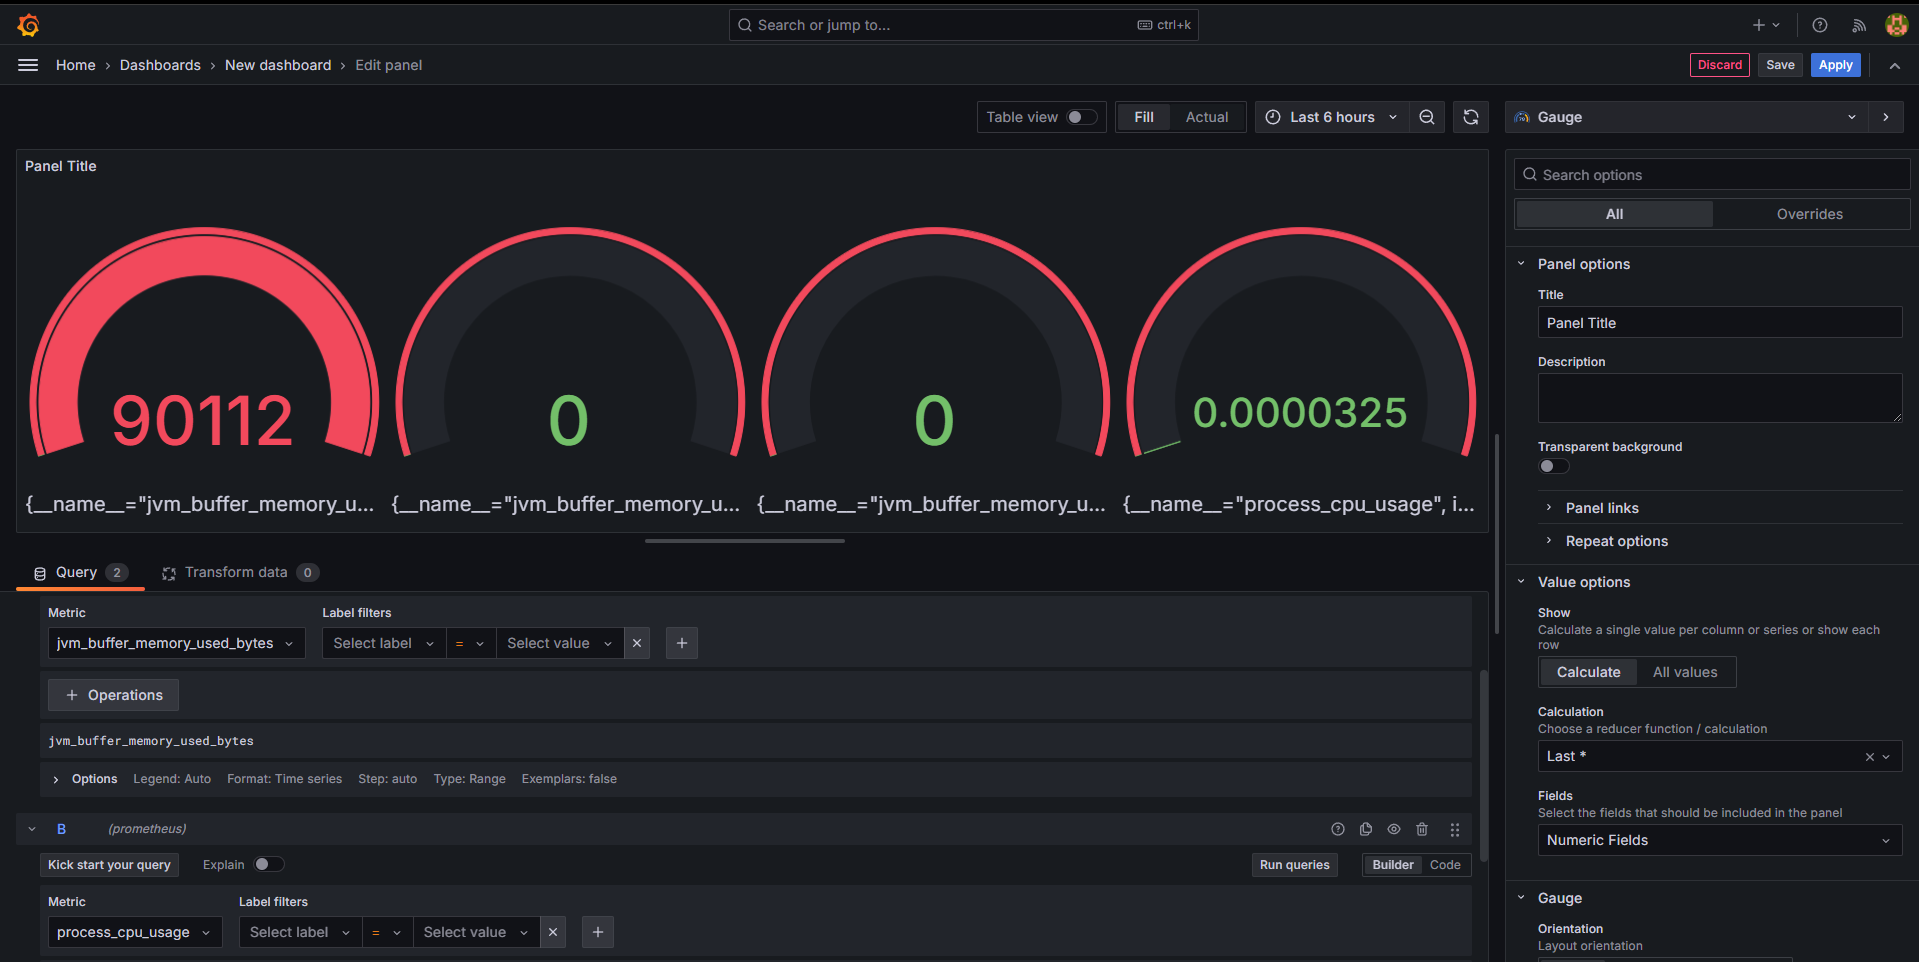 Search or jump to...
ctrl+k
Home
Dashboards
New dashboard
Edit panel
Discard
Save
Apply
Table view
Fill
Actual
Last 6 hours
Gauge
Panel Title
90112
0
0
0.0000325
{__name__="jvm_buffer_memory_u...
{__name__="jvm_buffer_memory_u...
{__name__="jvm_buffer_memory_u...
{__name__="process_cpu_usage", i...
Query 2
Transform data 0
Metric
Label filters
jvm_buffer_memory_used_bytes
Select label
=
Select value
+ Operations
jvm_buffer_memory_used_bytes
Options
Legend: Auto
Format: Time series
Step: auto
Type: Range
Exemplars: false
B
(prometheus)
Kick start your query
Explain
Run queries
Builder
Code
Metric
Label filters
process_cpu_usage
Select label
=
Select value
Search options
All
Overrides
Panel options
Title
Panel Title
Description
Transparent background
Panel links
Repeat options
Value options
Show
Calculate a single value per column or series or show each
row
Calculate
All values
Calculation
Choose a reducer function / calculation
Last *
Fields
Select the fields that should be included in the panel
Numeric Fields
Gauge
Orientation
Layout orientation